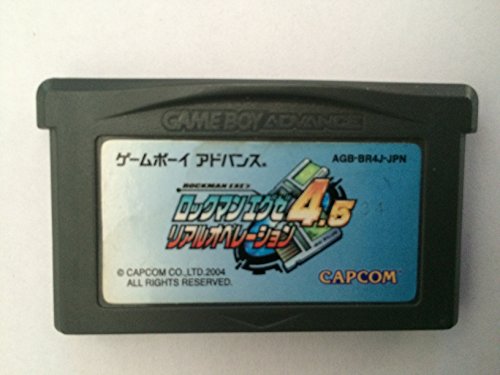 GAME BOY ADVANCE
ゲームボーイ アドバンス®
AGB-BR4J-JPN
ROCKMAN EXE
ロックマンエグゼ 4.5
リアルオペレーション
© CAPCOM CO.,LTD.2004
ALL RIGHTS RESERVED.
CAPCOM